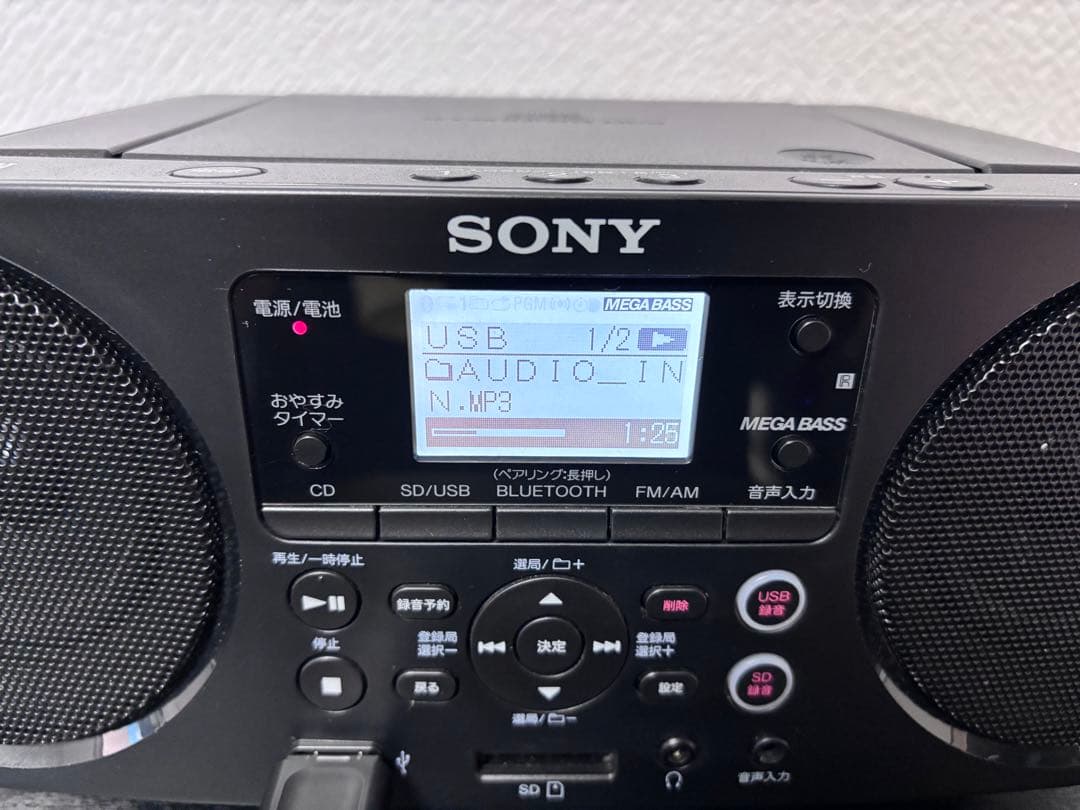 1
2
3
SONY
電源/電池
MEGA BASS
表示切換
USB 1/2
AUDIO_IN
N.MP3
1:25
おやすみ
タイマー
R
MEGA BASS
(ペアリング:長押し)
CD
SD/USB
BLUETOOTH
FM/AM
音声入力
再生/一時停止
選局/ +
録音予約
削除
USB
録音
停止
登録局
選択−
決定
登録局
選択+
戻る
設定
SD
録音
選局/ −
SD
音声入力